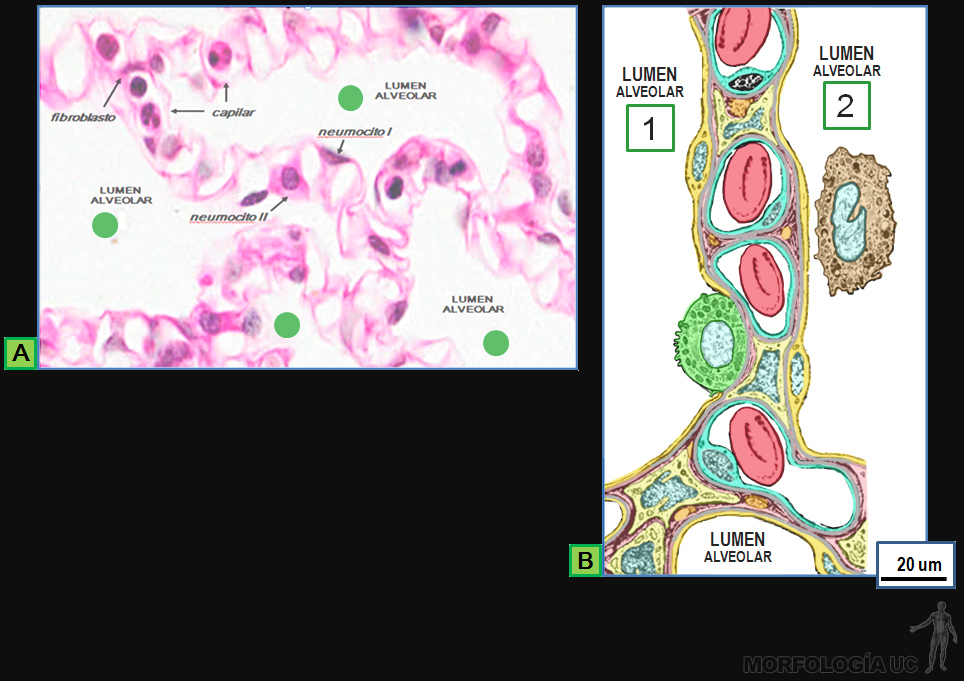 LUMEN
ALVEOLAR
fibroblasto
capilar
neumocito I
LUMEN
ALVEOLAR
neumocito II
LUMEN
ALVEOLAR
A
LUMEN
ALVEOLAR
1
LUMEN
ALVEOLAR
2
LUMEN
ALVEOLAR
B
20 um
MORFOLOGÍA UC